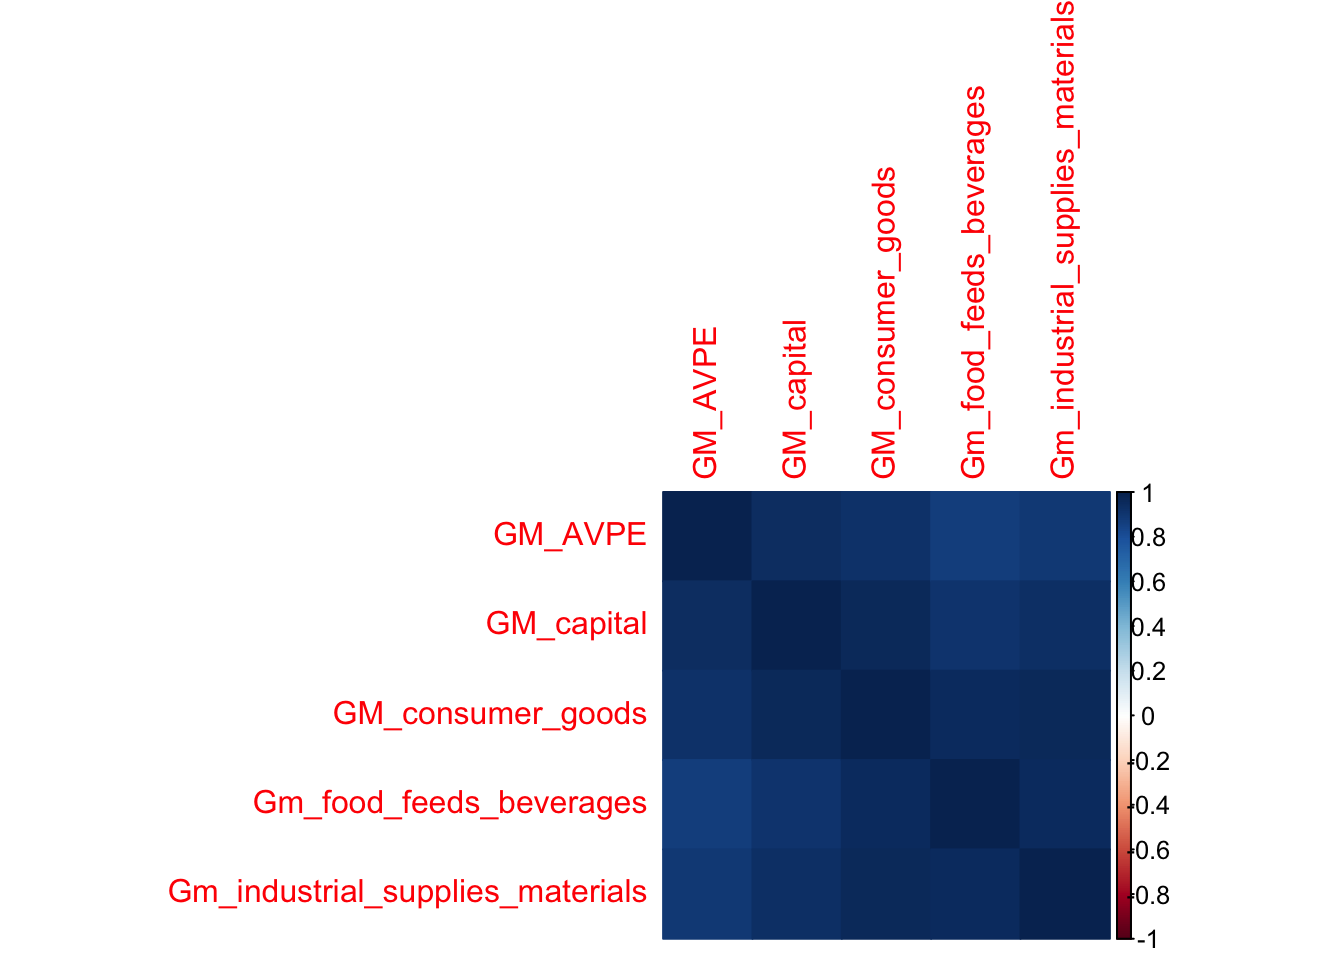 GM_AVPE
GM_capital
GM_consumer_goods
Gm_food_feeds_beverages
Gm_industrial_supplies_materials
GM_AVPE
GM_capital
GM_consumer_goods
Gm_food_feeds_beverages
Gm_industrial_supplies_materials
1
0.8
0.6
0.4
0.2
0
-0.2
-0.4
-0.6
-0.8
-1